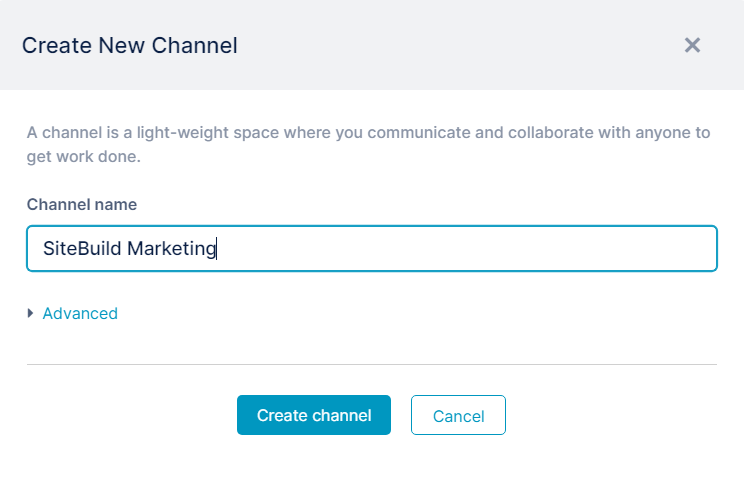 Create New Channel
A channel is a light-weight space where you communicate and collaborate with anyone to
get work done.
Channel name
SiteBuild Marketing
Advanced
Create channel
Cancel